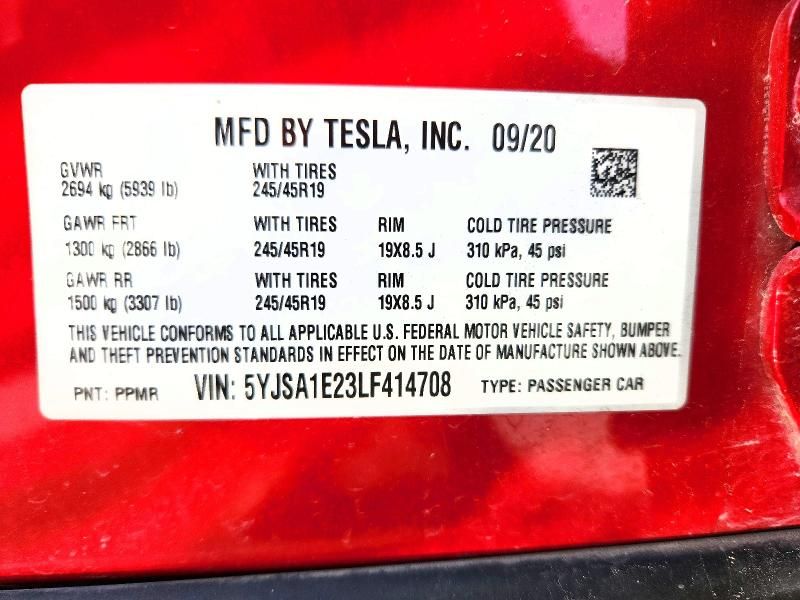 MFD BY TESLA, INC. 09/20
GVWR WITH TIRES
2694 kg (5939 lb) 245/45R19
GAWR FRT WITH TIRES RIM COLD TIRE PRESSURE
1300 kg (2866 lb) 245/45R19 19X8.5 J 310 kPa, 45 psi
GAWR RR WITH TIRES RIM COLD TIRE PRESSURE
1500 kg (3307 lb) 245/45R19 19X8.5 J 310 kPa, 45 psi
THIS VEHICLE CONFORMS TO ALL APPLICABLE U.S. FEDERAL MOTOR VEHICLE SAFETY, BUMPER
AND THEFT PREVENTION STANDARDS IN EFFECT ON THE DATE OF MANUFACTURE SHOWN ABOVE.
PNT: PPMR VIN: 5YJSA1E23LF414708 TYPE: PASSENGER CAR